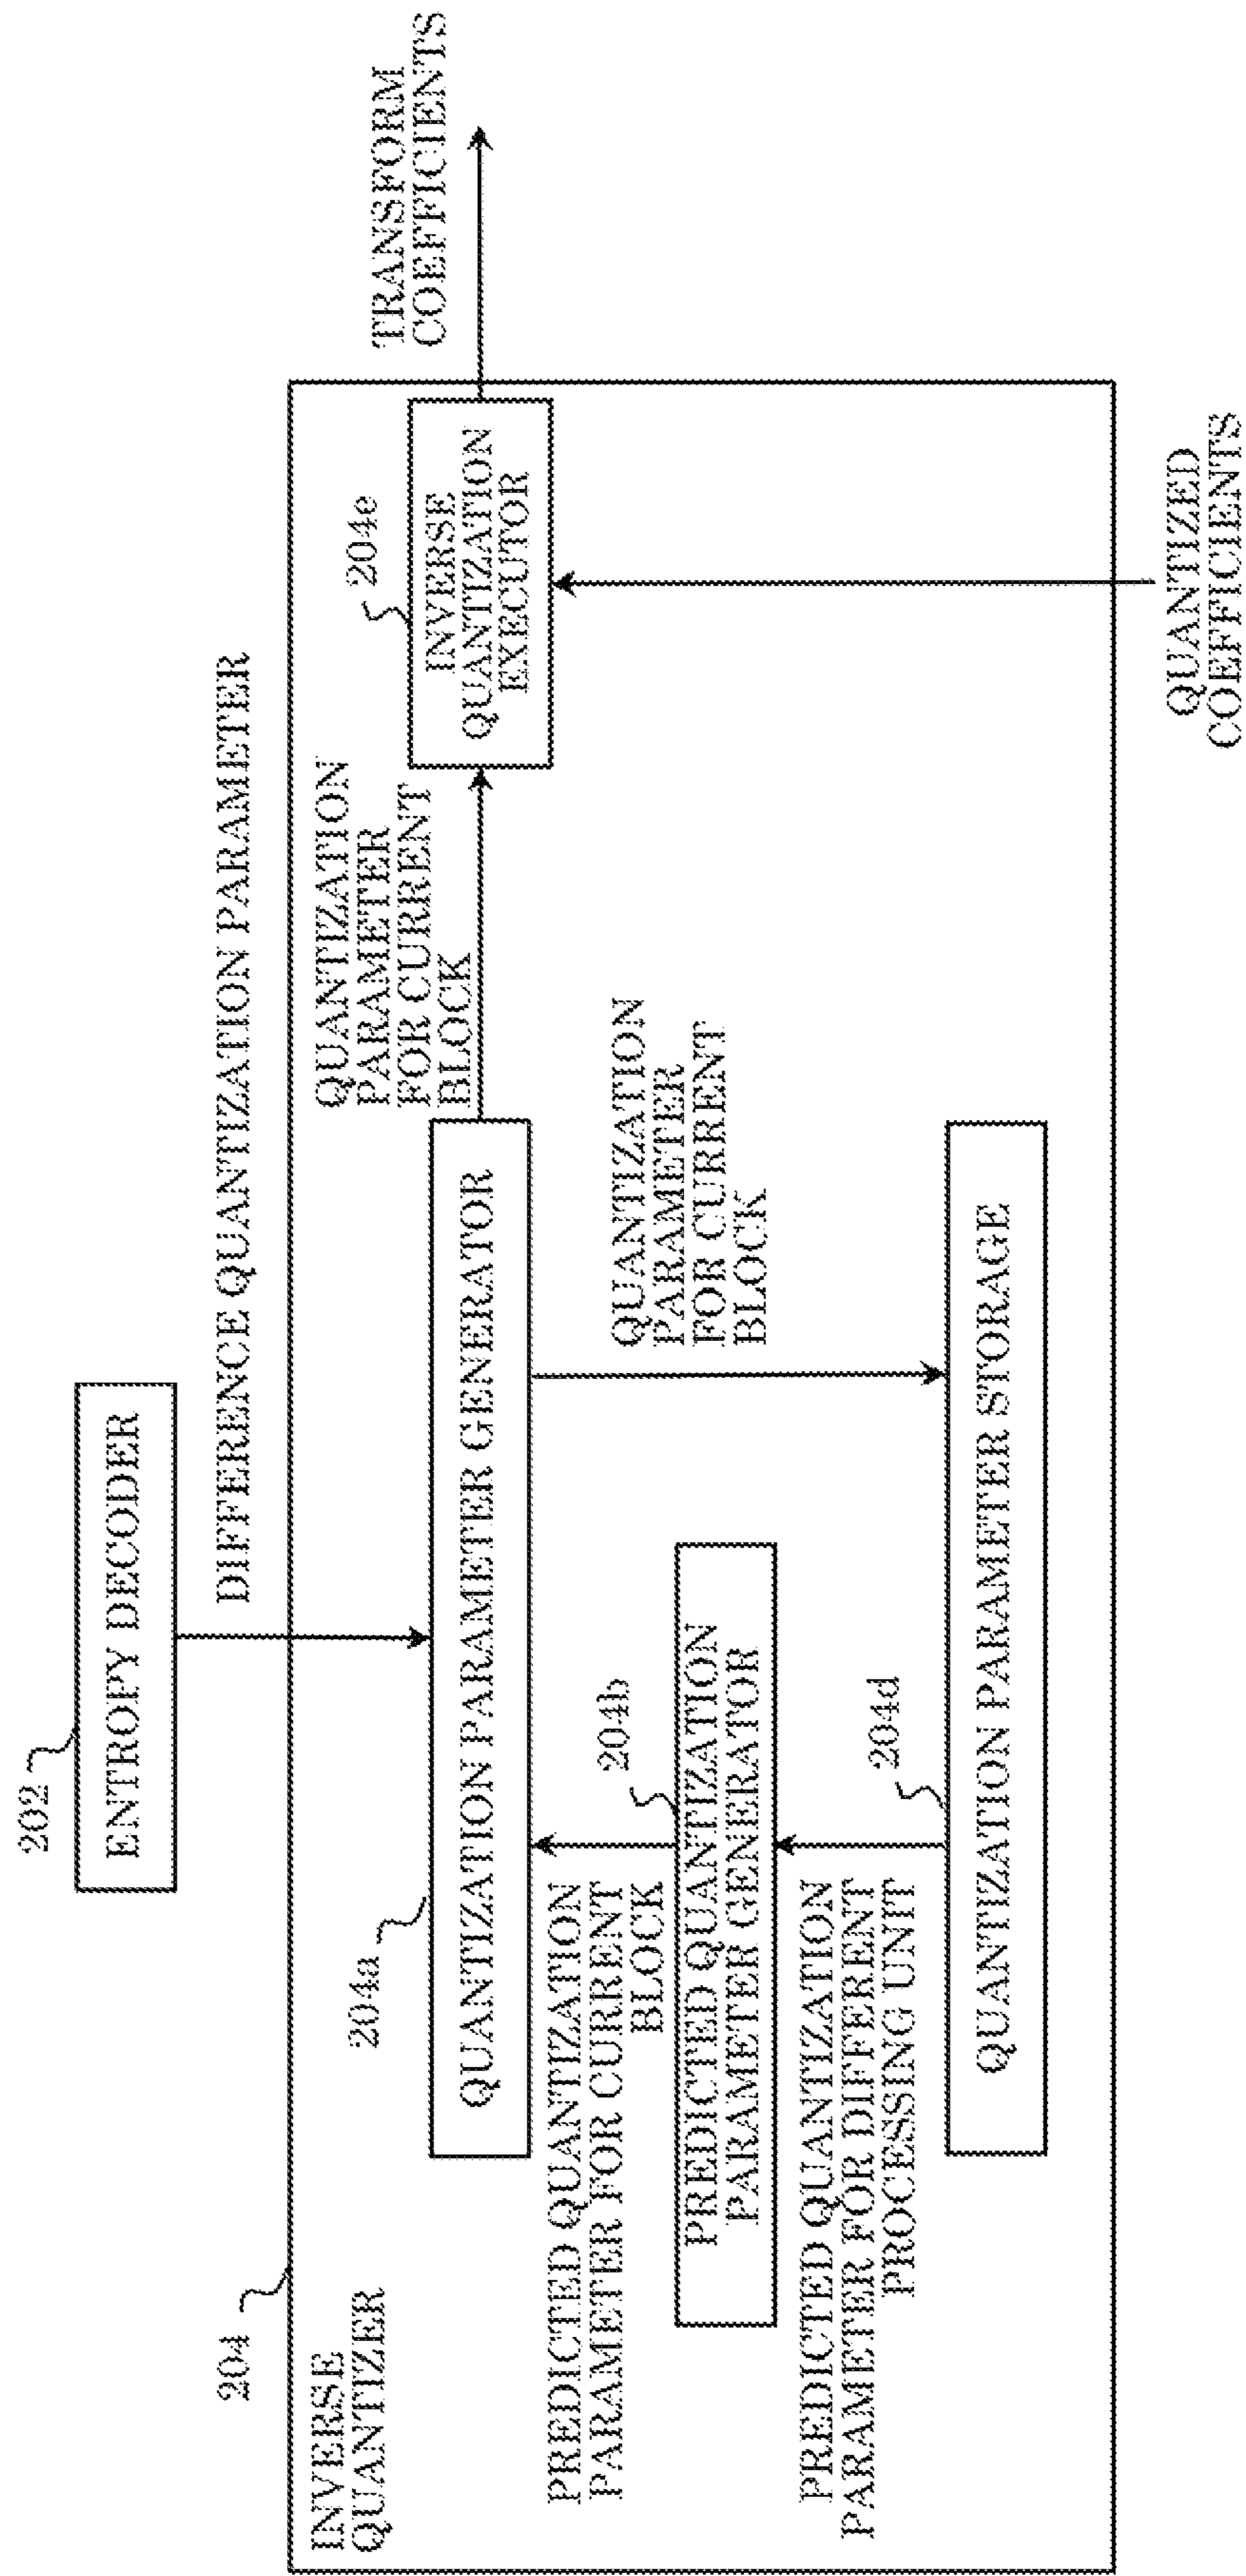 202
ENTROPY DECODER
DIFFERENCE QUANTIZATION PARAMETER
204
INVERSE
QUANTIZER
204a
QUANTIZATION PARAMETER GENERATOR
QUANTIZATION
PARAMETER
FOR CURRENT
BLOCK
204e
INVERSE
QUANTIZATION
EXECUTOR
TRANSFORM
COEFFICIENTS
PREDICTED QUANTIZATION
PARAMETER FOR CURRENT
BLOCK
204b
PREDICTED QUANTIZATION
PARAMETER GENERATOR
QUANTIZATION
PARAMETER
FOR CURRENT
BLOCK
PREDICTED QUANTIZATION
PARAMETER FOR DIFFERENT
PROCESSING UNIT
204d
QUANTIZATION PARAMETER STORAGE
QUANTIZED
COEFFICIENTS